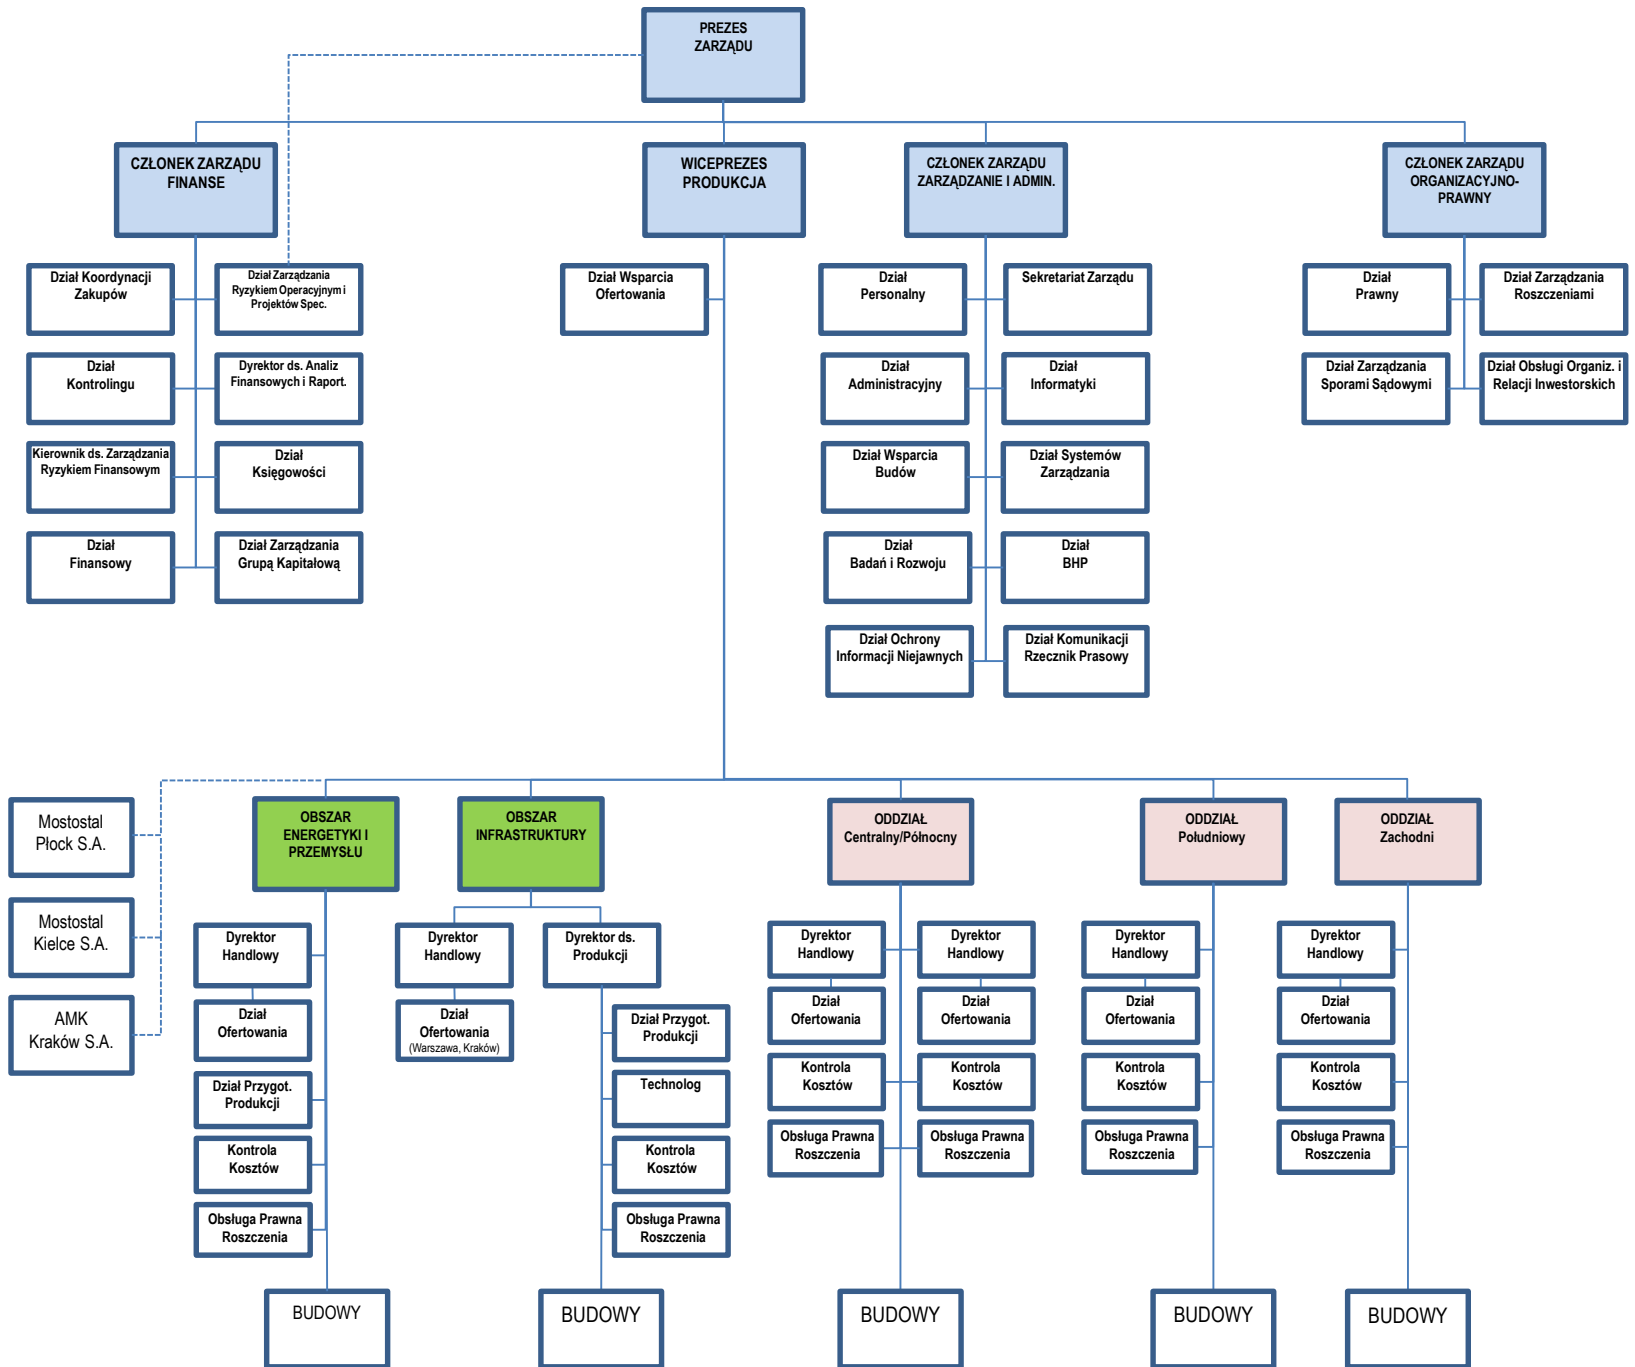 PREZES
ZARZĄDU
CZŁONEK ZARZĄDU
FINANSE
WICEPREZES
PRODUKCJA
CZŁONEK ZARZĄDU
ZARZĄDZANIE I ADMIN.
CZŁONEK ZARZĄDU
ORGANIZACYJNO-
PRAWNY
Dział Koordynacji
Zakupów
Dział Zarządzania
Ryzykiem Operacyjnym i
Projektów Spec.
Dział Wsparcia
Ofertowania
Dział
Personalny
Sekretariat Zarządu
Dział
Prawny
Dział Zarządzania
Roszczeniami
Dział
Kontrolingu
Dyrektor ds. Analiz
Finansowych i Raport.
Dział
Administracyjny
Dział
Informatyki
Dział Zarządzania
Sporami Sądowymi
Dział Obsługi Organiz. i
Relacji Inwestorskich
Kierownik ds. Zarządzania
Ryzykiem Finansowym
Dział
Księgowości
Dział Wsparcia
Budów
Dział Systemów
Zarządzania
Dział
Finansowy
Dział Zarządzania
Grupą Kapitałową
Dział
Badań i Rozwoju
Dział
BHP
Dział Ochrony
Informacji Niejawnych
Dział Komunikacji
Rzecznik Prasowy
Mostostal
Płock S.A.
Mostostal
Kielce S.A.
AMK
Kraków S.A.
OBSZAR
ENERGETYKI I
PRZEMYSŁU
OBSZAR
INFRASTRUKTURY
ODDZIAŁ
Centralny/Północny
ODDZIAŁ
Południowy
ODDZIAŁ
Zachodni
Dyrektor
Handlowy
Dział
Ofertowania
Dział Przygot.
Produkcji
Kontrola
Kosztów
Obsługa Prawna
Roszczenia
BUDOWY
Dyrektor
Handlowy
Dział
Ofertowania
(Warszawa, Kraków)
Dyrektor ds.
Produkcji
Dział Przygot.
Produkcji
Technolog
Kontrola
Kosztów
Obsługa Prawna
Roszczenia
BUDOWY
Dyrektor
Handlowy
Dział
Ofertowania
Kontrola
Kosztów
Obsługa Prawna
Roszczenia
Dyrektor
Handlowy
Dział
Ofertowania
Kontrola
Kosztów
Obsługa Prawna
Roszczenia
BUDOWY
Dyrektor
Handlowy
Dział
Ofertowania
Kontrola
Kosztów
Obsługa Prawna
Roszczenia
BUDOWY
Dyrektor
Handlowy
Dział
Ofertowania
Kontrola
Kosztów
Obsługa Prawna
Roszczenia
BUDOWY